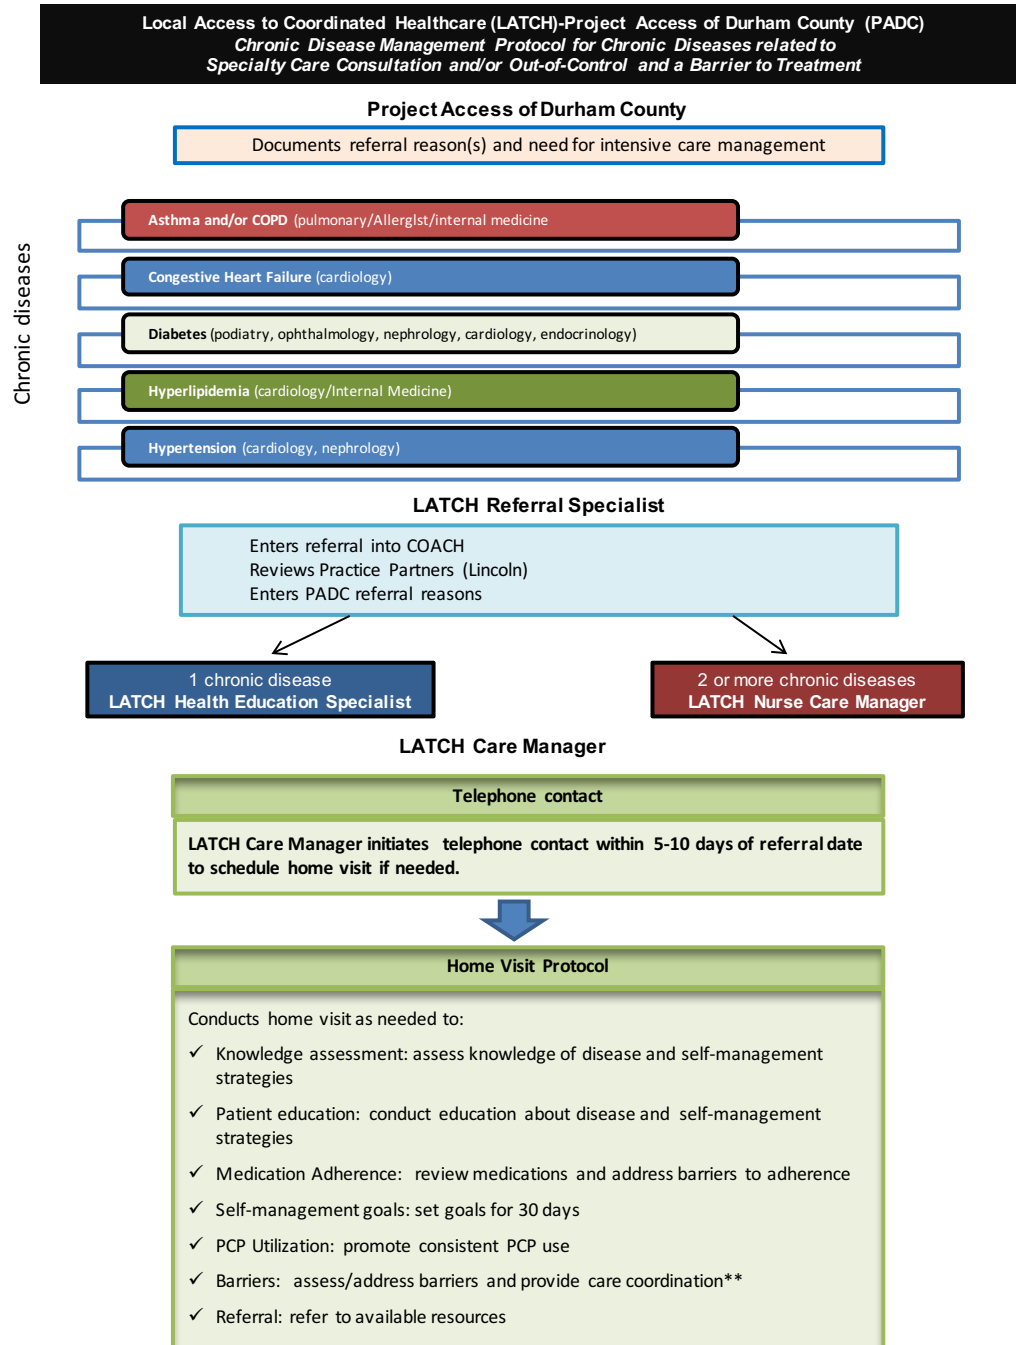 Local Access to Coordinated Healthcare (LATCH)-Project Access of Durham County (PADC)
Chronic Disease Management Protocol for Chronic Diseases related to
Specialty Care Consultation and/or Out-of-Control and a Barrier to Treatment
Project Access of Durham County
Documents referral reason(s) and need for intensive care management
Chronic diseases
Asthma and/or COPD (pulmonary/Allerglst/internal medicine
Congestive Heart Failure (cardiology)
Diabetes (podiatry, ophthalmology, nephrology, cardiology, endocrinology)
Hyperlipidemia (cardiology/Internal Medicine)
Hypertension (cardiology, nephrology)
LATCH Referral Specialist
Enters referral into COACH
Reviews Practice Partners (Lincoln)
Enters PADC referral reasons
1 chronic disease
LATCH Health Education Specialist
2 or more chronic diseases
LATCH Nurse Care Manager
LATCH Care Manager
Telephone contact
LATCH Care Manager initiates telephone contact within 5-10 days of referral date
to schedule home visit if needed.
Home Visit Protocol
Conducts home visit as needed to:
✓ Knowledge assessment: assess knowledge of disease and self-management
strategies
✓ Patient education: conduct education about disease and self-management
strategies
✓ Medication Adherence: review medications and address barriers to adherence
✓ Self-management goals: set goals for 30 days
✓ PCP Utilization: promote consistent PCP use
✓ Barriers: assess/address barriers and provide care coordination**
✓ Referral: refer to available resources